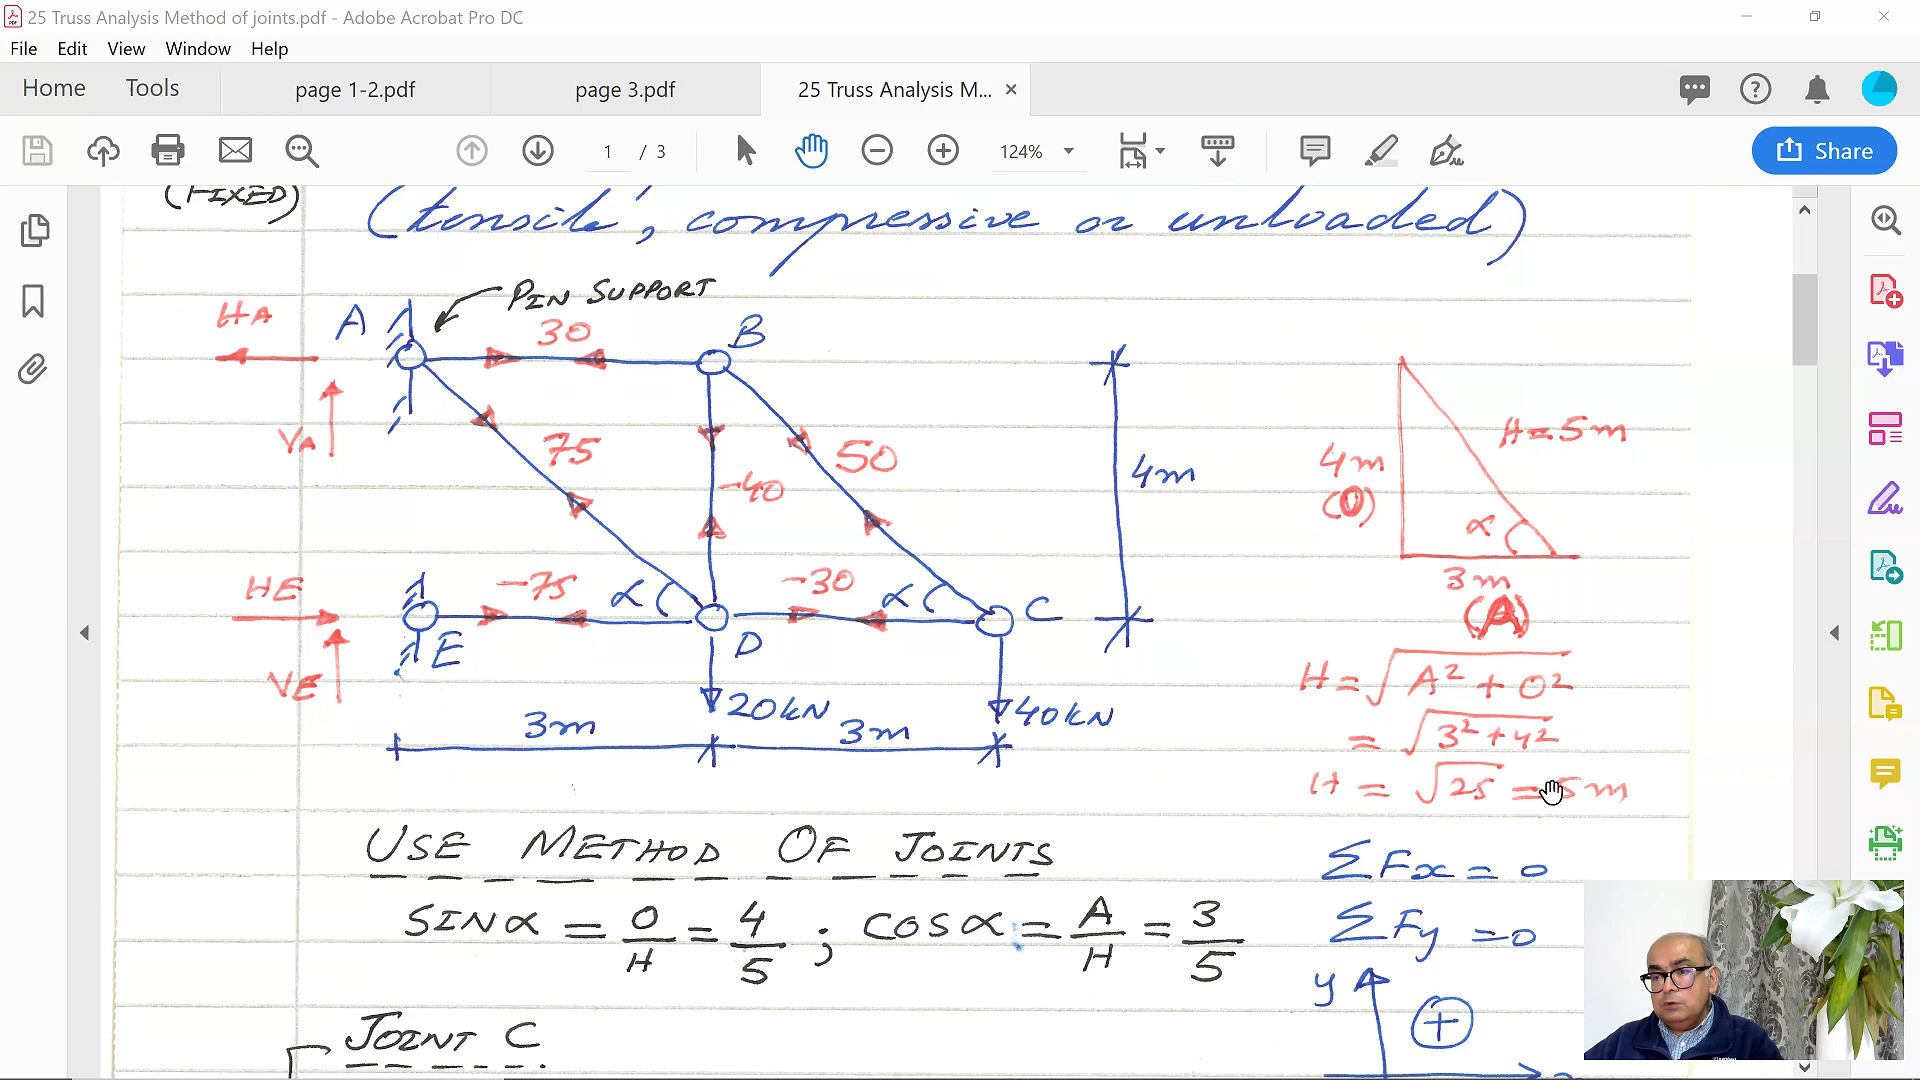 25 Truss Analysis Method of joints.pdf - Adobe Acrobat Pro DC
File Edit View Window Help
Home Tools page 1-2.pdf page 3.pdf 25 Truss Analysis M... ×
1 / 3 124% Share
(FIXED) (tensile, compressive or unloaded)
PIN SUPPORT
HA A 30 B
VA 75 -40 50 4m
4m (O) H=5m α
3m
(A)
HE -75 α -30 α C
VE E D
20kN 40kN
3m 3m
H = √A² + O²
= √3²+4²
H = √25 = 5m
USE METHOD OF JOINTS
ΣFx = 0
SINα = O/H = 4/5 ; COSα = A/H = 3/5
ΣFy = 0
y +
JOINT C